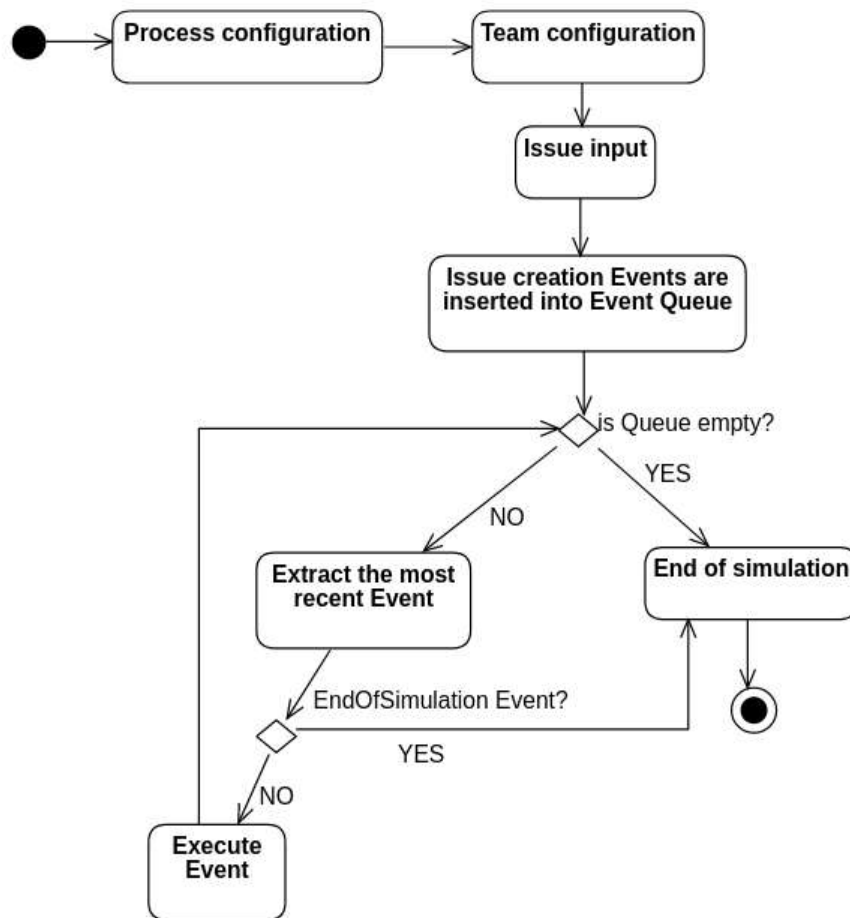 Process configuration
Team configuration
Issue input
Issue creation Events are
inserted into Event Queue
is Queue empty?
YES
NO
Extract the most
recent Event
End of simulation
EndOfSimulation Event?
YES
NO
Execute
Event